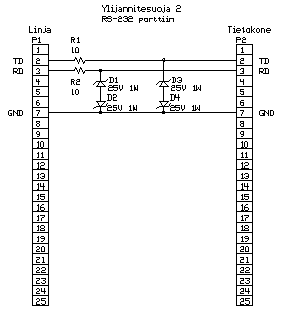 Ylijannitesuoja 2
RS-232 porttiin
Linja Tietakone
P1 R1 P2
1 10 1
TD 2 2 TD
RD 3 3 RD
4 R2 D1 D3 4
5 10 25V 1W 25V 1W 5
6 D2 D4 6
GND 7 25V 1W 25V 1W 7 GND
8 8
9 9
10 10
11 11
12 12
13 13
14 14
15 15
16 16
17 17
18 18
19 19
20 20
21 21
22 22
23 23
24 24
25 25